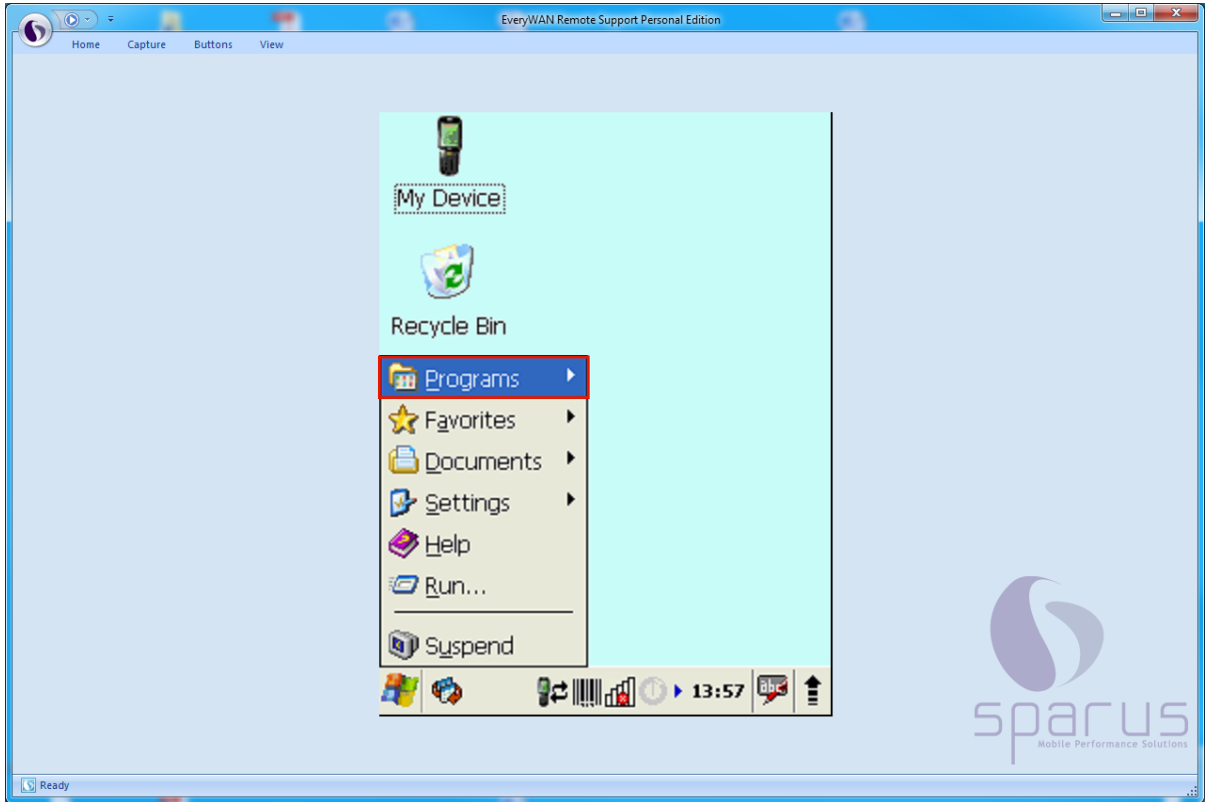 EveryWAN Remote Support Personal Edition
Home Capture Buttons View
My Device
Recycle Bin
Programs
Favorites
Documents
Settings
Help
Run...
Suspend
13:57
sparus
Mobile Performance Solutions
Ready